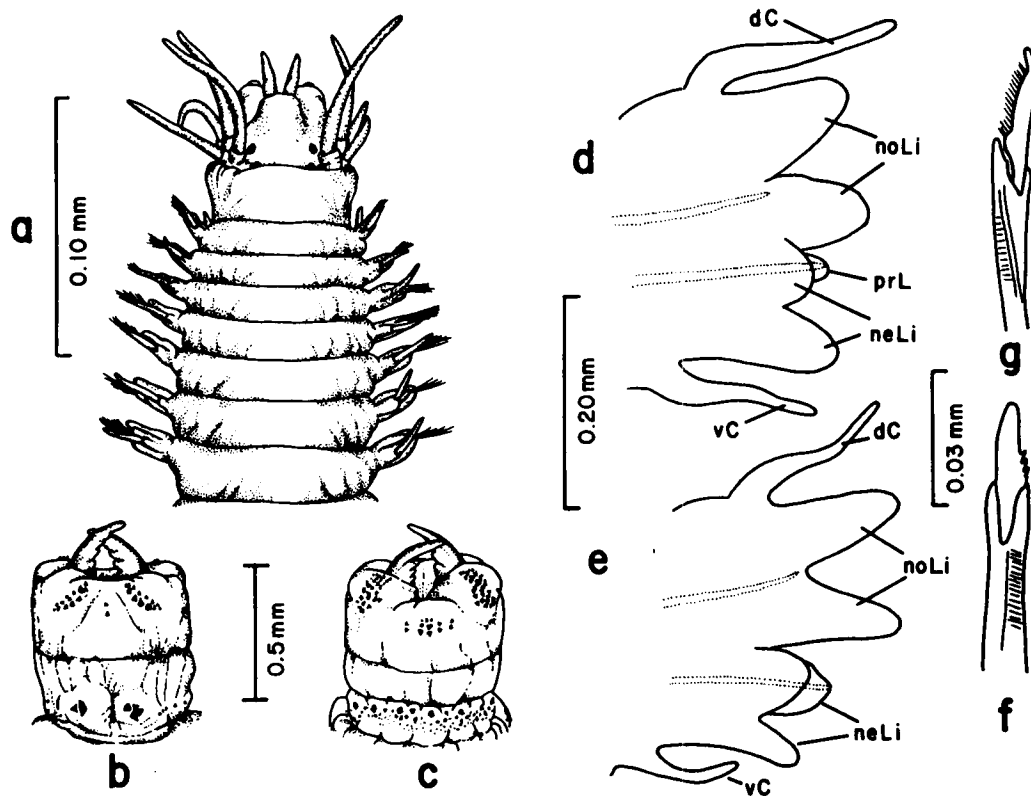 a
0.10 mm
b
0.5 mm
c
d
dC
noLi
prL
neLi
vC
0.20 mm
e
dC
noLi
neLi
vC
g
0.03 mm
f